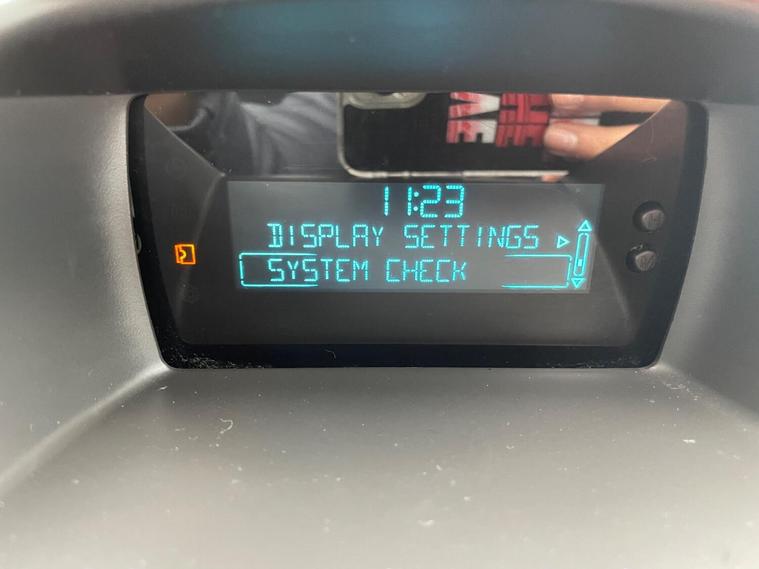 11:23
DISPLAY SETTINGS
SYSTEM CHECK